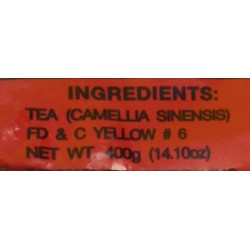 INGREDIENTS:
TEA (CAMELLIA SINENSIS)
FD & C YELLOW # 6
NET WT. 400g (14.10oz)